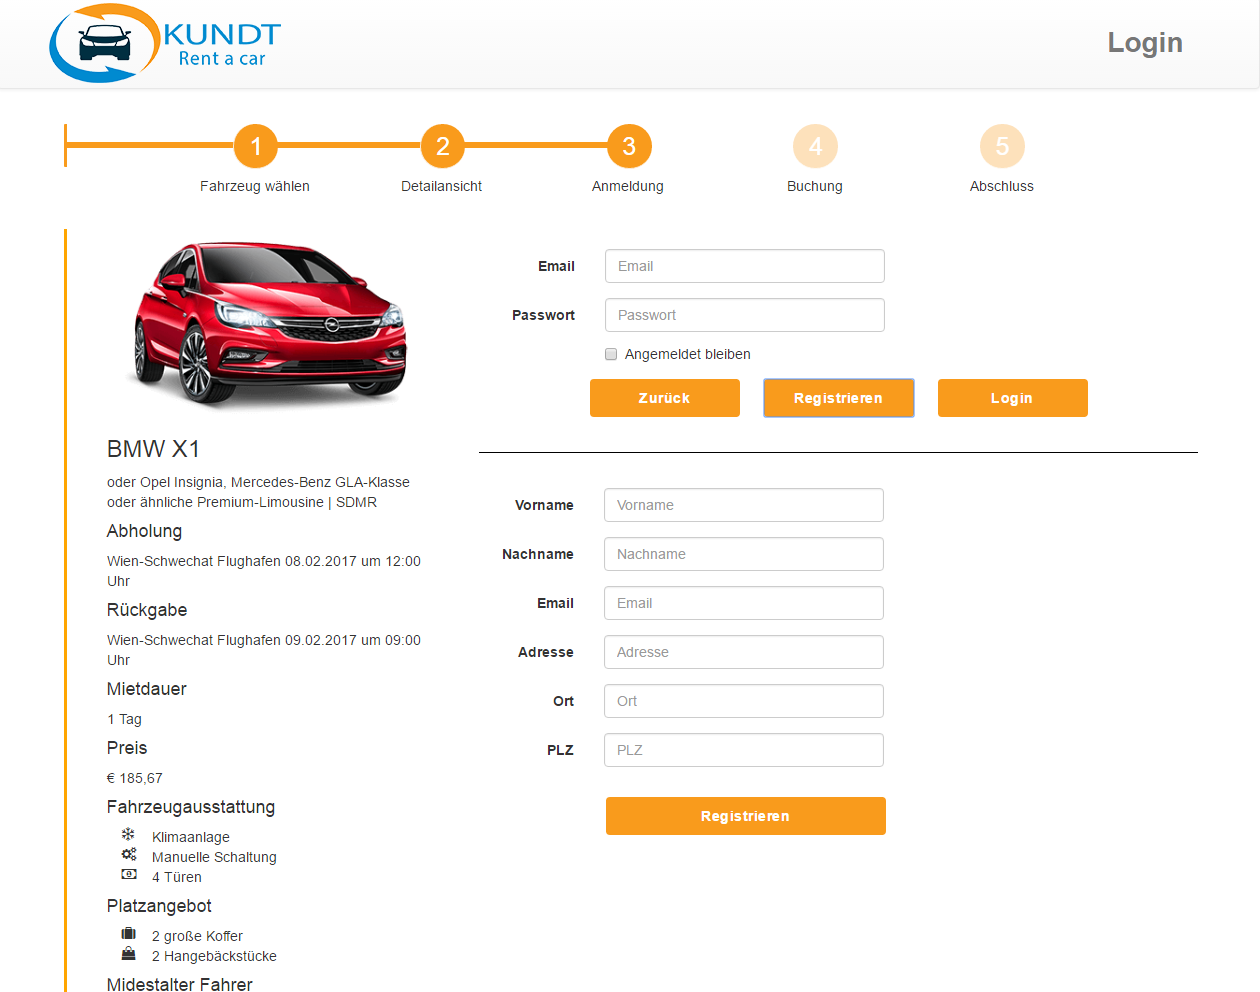 KUNDT
Rent a car
Login
1
2
3
4
5
Fahrzeug wählen
Detailansicht
Anmeldung
Buchung
Abschluss
BMW X1
oder Opel Insignia, Mercedes-Benz GLA-Klasse
oder ähnliche Premium-Limousine | SDMR
Abholung
Wien-Schwechat Flughafen 08.02.2017 um 12:00
Uhr
Rückgabe
Wien-Schwechat Flughafen 09.02.2017 um 09:00
Uhr
Mietdauer
1 Tag
Preis
€ 185,67
Fahrzeugausstattung
Klimaanlage
Manuelle Schaltung
4 Türen
Platzangebot
2 große Koffer
2 Hangebäckstücke
Midestalter Fahrer
Email
Email
Passwort
Passwort
Angemeldet bleiben
Zurück
Registrieren
Login
Vorname
Vorname
Nachname
Nachname
Email
Email
Adresse
Adresse
Ort
Ort
PLZ
PLZ
Registrieren